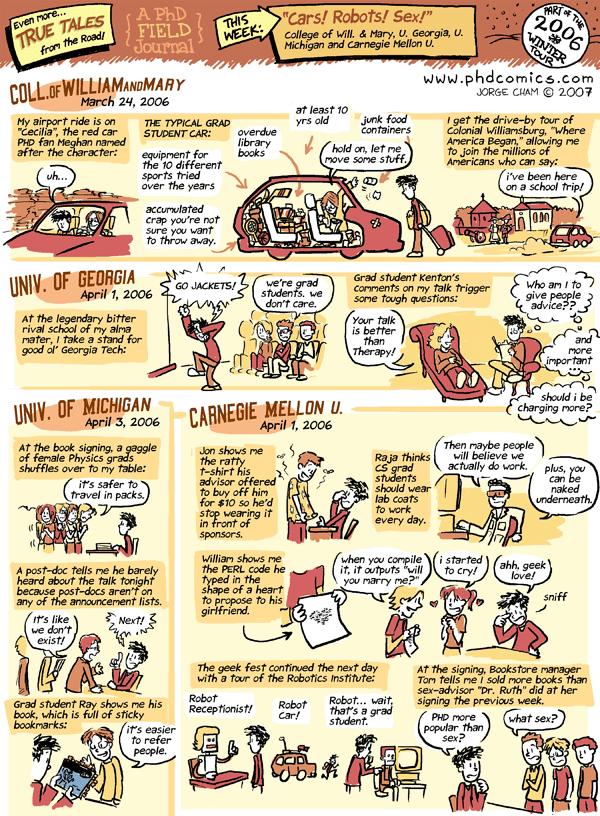 Even more...
TRUE TALES
from the Road!
A PhD
FIELD
Journal
THIS
WEEK:
"Cars! Robots! Sex!"
College of Will. & Mary, U. Georgia, U.
Michigan and Carnegie Mellon U.
PART OF THE
2006
WINTER
TOUR
www.phdcomics.com
JORGE CHAM © 2007
COLL. OF WILLIAM AND MARY
March 24, 2006
My airport ride is on
"Cecilia", the red car
PHD fan Meghan named
after the character:
uh...
THE TYPICAL GRAD
STUDENT CAR:
equipment for
the 10 different
sports tried
over the years
accumulated
crap you're not
sure you want
to throw away.
overdue
library
books
at least 10
yrs old
junk food
containers
hold on, let me
move some stuff.
I get the drive-by tour of
Colonial Williamsburg, "Where
America Began," allowing me
to join the millions of
Americans who can say:
i've been here
on a school trip!
UNIV. OF GEORGIA
April 1, 2006
At the legendary bitter
rival school of my alma
mater, I take a stand for
good ol' Georgia Tech:
GO JACKETS!
we're grad
students. we
don't care.
Grad student Kenton's
comments on my talk trigger
some tough questions:
Your talk
is better
than
Therapy!
Who am I to
give people
advice??
and
more
important
should i be
charging more?
UNIV. OF MICHIGAN
April 3, 2006
At the book signing, a gaggle
of female Physics grads
shuffles over to my table:
it's safer to
travel in packs.
A post-doc tells me he barely
heard about the talk tonight
because post-docs aren't on
any of the announcement lists.
It's like
we don't
exist!
Next!
Grad student Ray shows me his
book, which is full of sticky
bookmarks:
it's easier
to refer
people.
CARNEGIE MELLON U.
April 1, 2006
Jon shows me
the ratty
t-shirt his
advisor offered
to buy off him
for $10 so he'd
stop wearing it
in front of
sponsors.
Raja thinks
CS grad
students
should wear
lab coats
to work
every day.
Then maybe people
will believe we
actually do work.
plus, you
can be
naked
underneath.
William shows me
the PERL code he
typed in the
shape of a heart
to propose to his
girlfriend.
when you compile
it, it outputs "will
you marry me?"
i started
to cry!
ahh, geek
love!
sniff
The geek fest continued the next day
with a tour of the Robotics Institute:
Robot
Receptionist!
Robot
Car!
Robot... wait,
that's a grad
student.
At the signing, Bookstore manager
Tom tells me I sold more books than
sex-advisor "Dr. Ruth" did at her
signing the previous week.
PHD more
popular than
sex?
what sex?